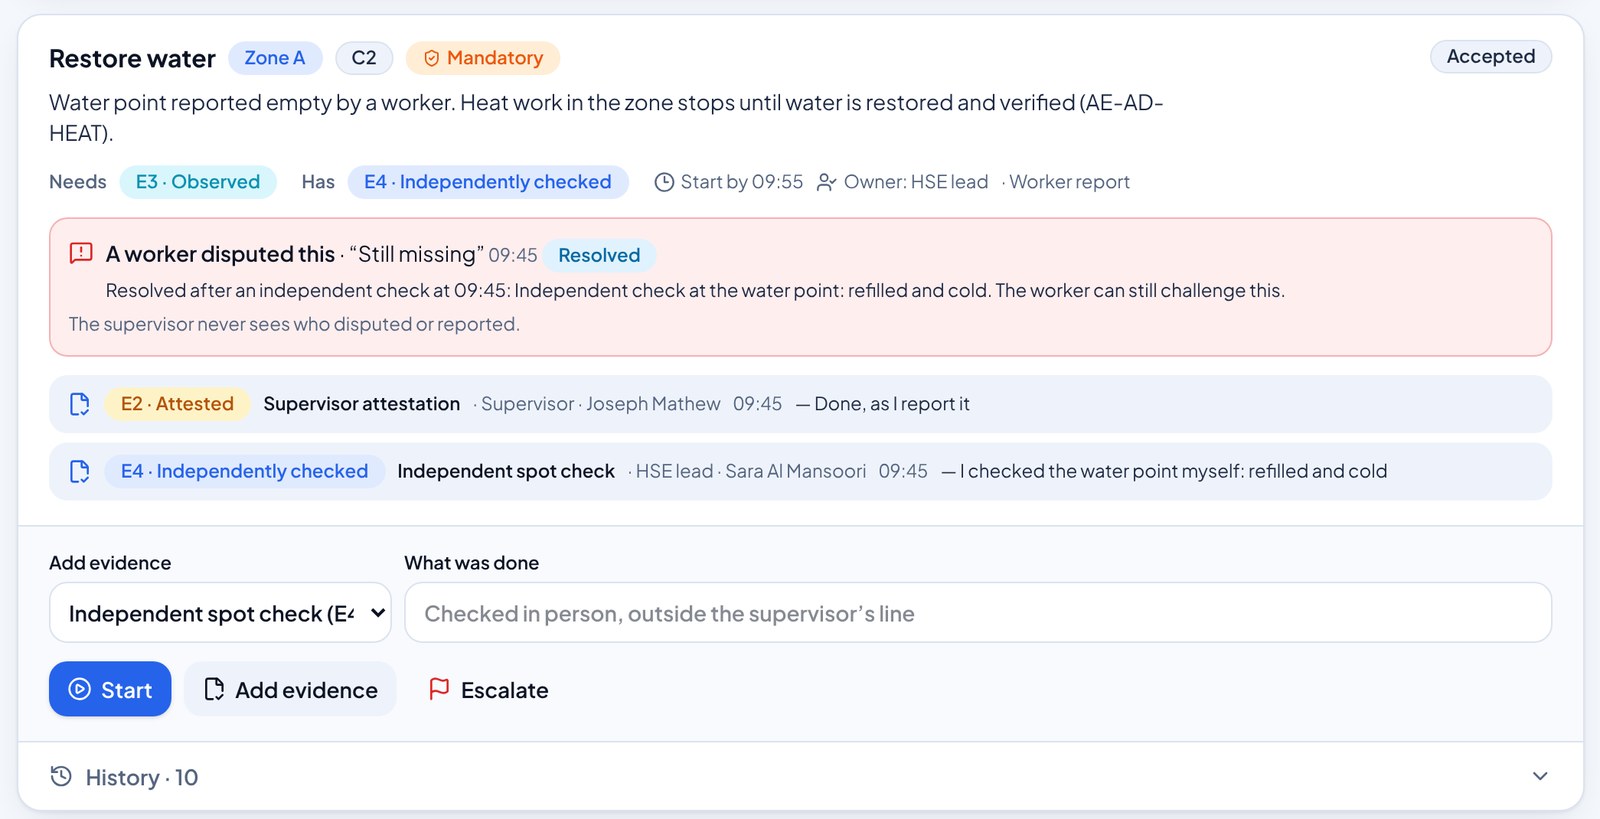 Restore water Zone A C2 Mandatory Accepted
Water point reported empty by a worker. Heat work in the zone stops until water is restored and verified (AE-AD-
HEAT).
Needs E3 · Observed Has E4 · Independently checked Start by 09:55 Owner: HSE lead · Worker report
A worker disputed this · “Still missing” 09:45 Resolved
Resolved after an independent check at 09:45: Independent check at the water point: refilled and cold. The worker can still challenge this.
The supervisor never sees who disputed or reported.
E2 · Attested Supervisor attestation · Supervisor · Joseph Mathew 09:45 — Done, as I report it
E4 · Independently checked Independent spot check · HSE lead · Sara Al Mansoori 09:45 — I checked the water point myself: refilled and cold
Add evidence What was done
Independent spot check (E4 Checked in person, outside the supervisor’s line
Start Add evidence Escalate
History · 10